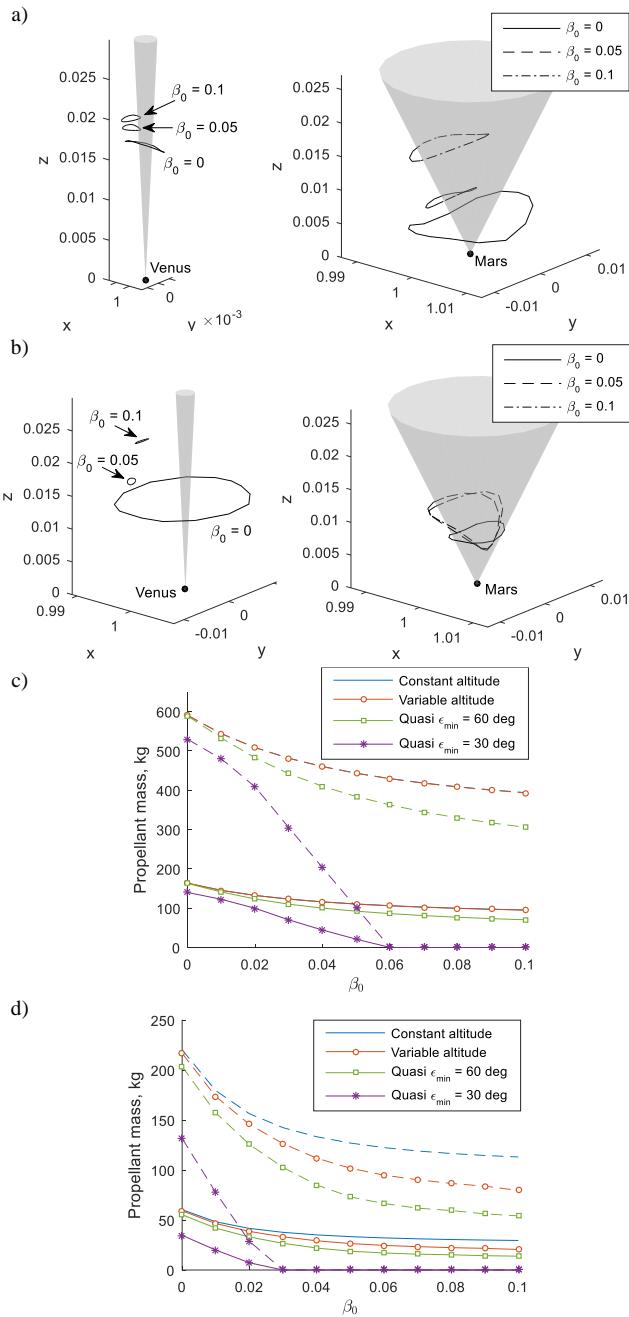 a)
β0 = 0
β0 = 0.05
β0 = 0.1
0.025
0.02
0.015
0.01
0.005
0
z
β0 = 0.1
β0 = 0.05
β0 = 0
Venus
1
0
x
y ×10-3
0.03
0.025
0.02
0.015
0.01
0.005
0
z
Mars
0.99
1
1.01
-0.01
0
0.01
x
y
b)
β0 = 0
β0 = 0.05
β0 = 0.1
0.025
0.02
0.015
0.01
0.005
0
z
β0 = 0.1
β0 = 0.05
β0 = 0
Venus
0.99
1
-0.01
0
x
y
0.025
0.02
0.015
0.01
0.005
0
z
Mars
0.99
1
1.01
-0.01
0
0.01
x
y
c)
Constant altitude
Variable altitude
Quasi ϵmin = 60 deg
Quasi ϵmin = 30 deg
Propellant mass, kg
600
500
400
300
200
100
0
0 0.02 0.04 0.06 0.08 0.1
β0
d)
Constant altitude
Variable altitude
Quasi ϵmin = 60 deg
Quasi ϵmin = 30 deg
Propellant mass, kg
250
200
150
100
50
0
0 0.02 0.04 0.06 0.08 0.1
β0